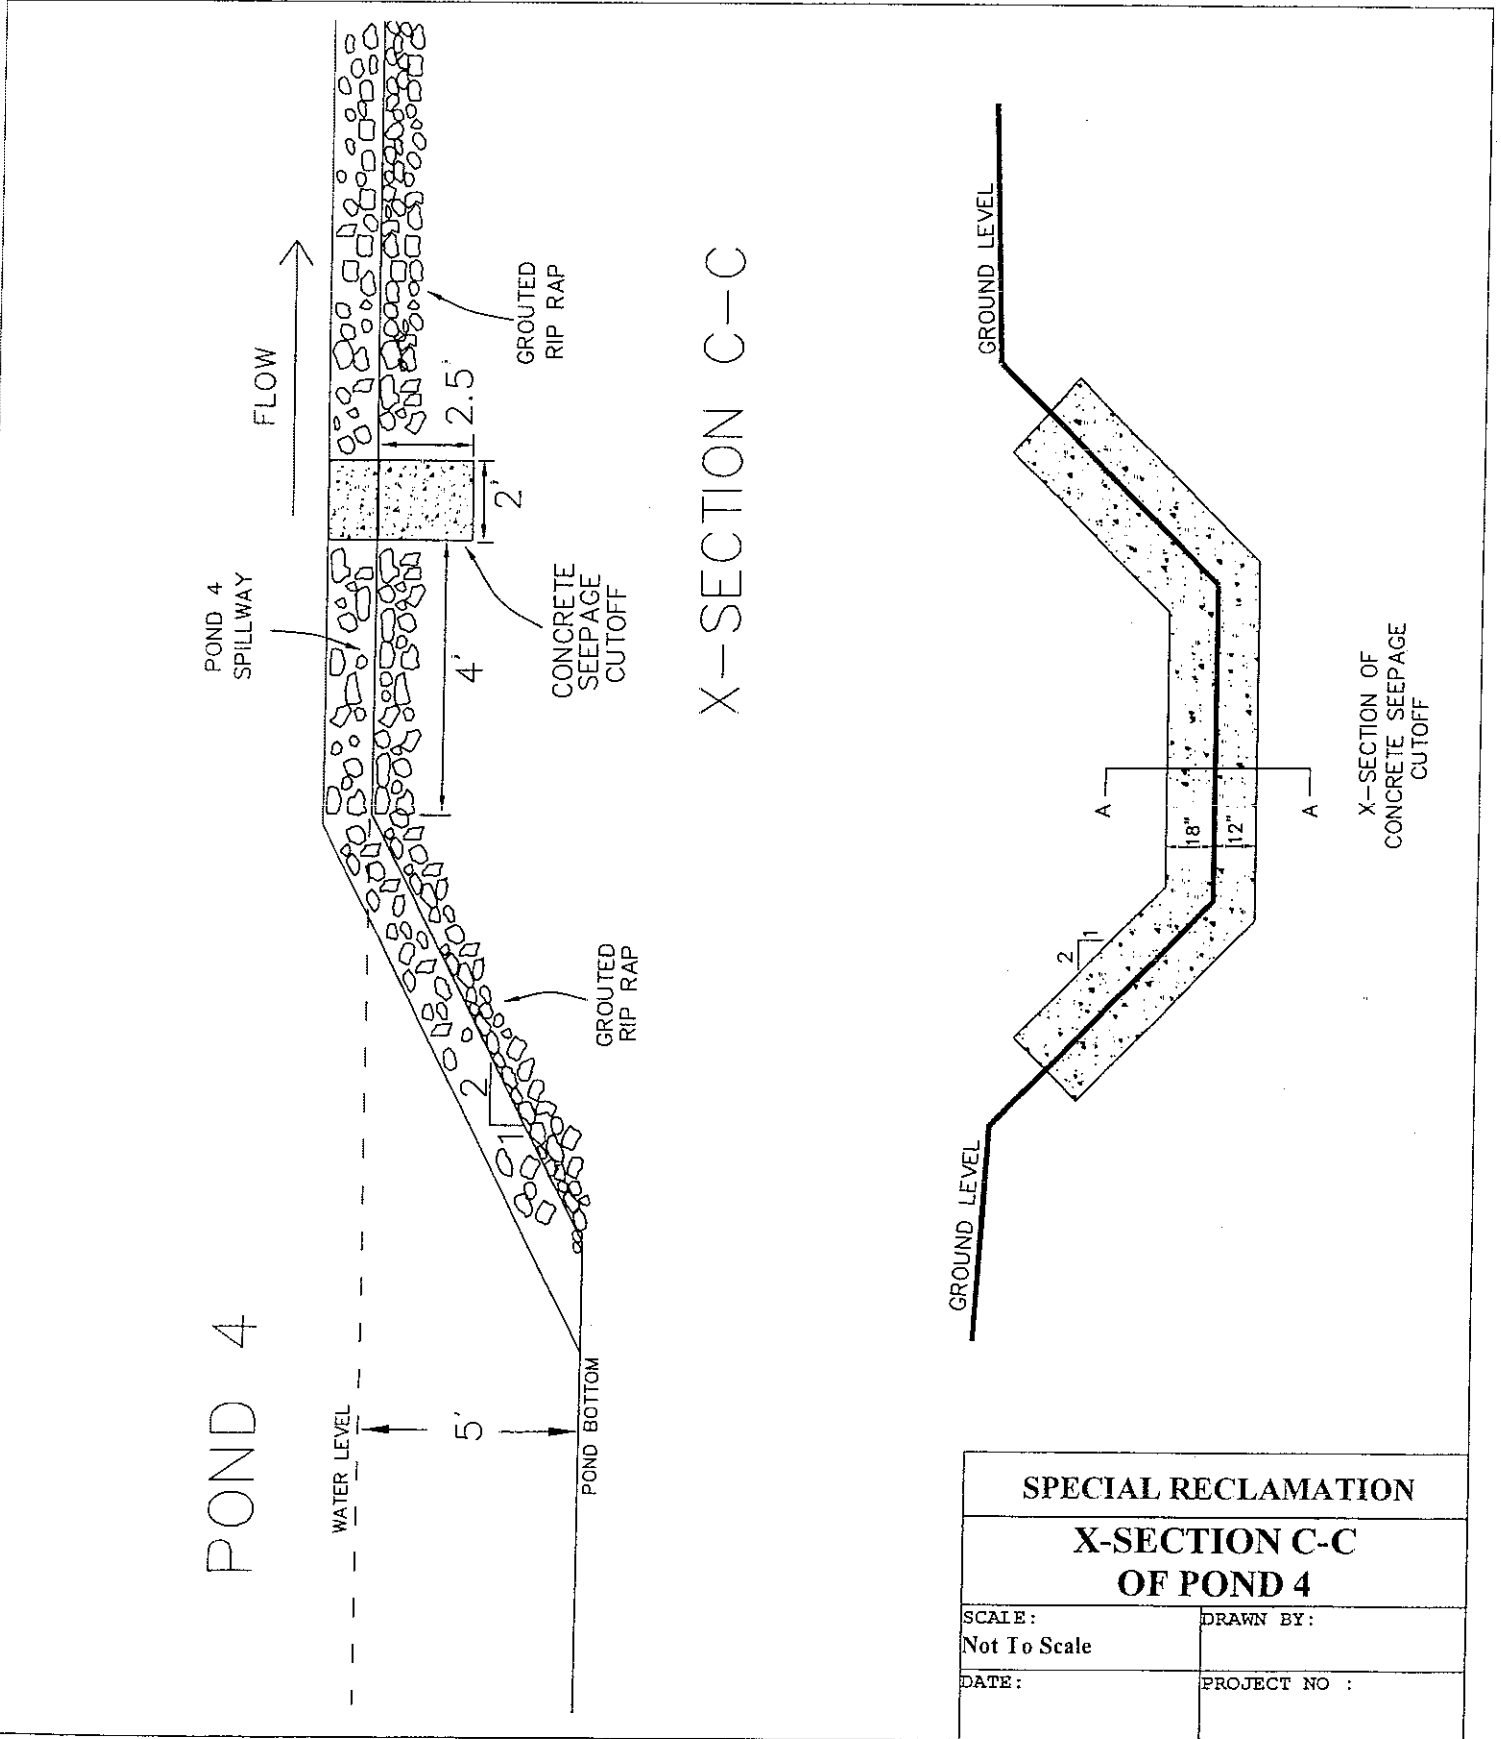 POND 4
WATER LEVEL
5'
POND BOTTOM
2
1
GROUTED
RIP RAP
POND 4
SPILLWAY
4'
CONCRETE
SEEPAGE
CUTOFF
FLOW
2'
2.5'
GROUTED
RIP RAP
X-SECTION C-C
GROUND LEVEL
2
1
18"
12"
A
A
GROUND LEVEL
X-SECTION OF
CONCRETE SEEPAGE
CUTOFF
SPECIAL RECLAMATION
X-SECTION C-C
OF POND 4
SCALE:
Not To Scale
DRAWN BY:
DATE:
PROJECT NO :